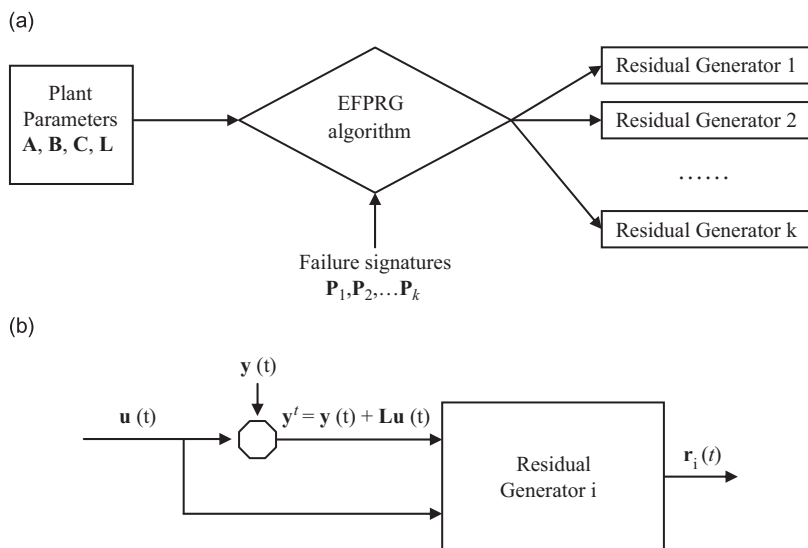 (a)
Plant
Parameters
A, B, C, L
EFPRG
algorithm
Failure signatures
P1,P2,…Pk
Residual Generator 1
Residual Generator 2
……
Residual Generator k
(b)
y (t)
u (t)
y^t = y (t) + Lu (t)
Residual
Generator i
r_i (t)